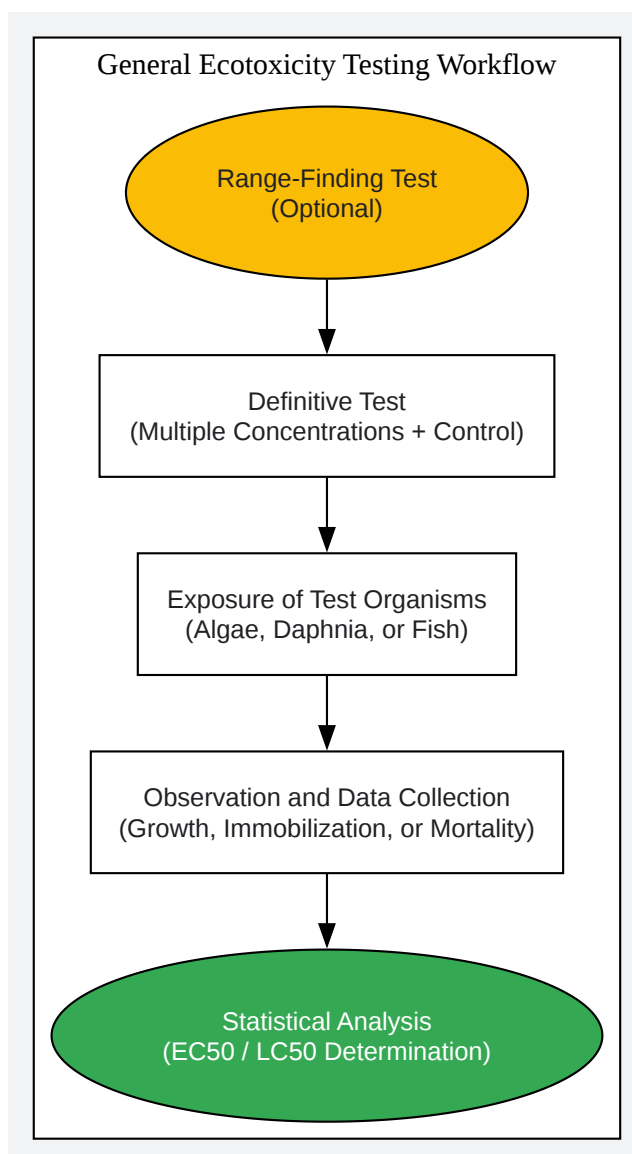 General Ecotoxicity Testing Workflow
Range-Finding Test
(Optional)
Definitive Test
(Multiple Concentrations + Control)
Exposure of Test Organisms
(Algae, Daphnia, or Fish)
Observation and Data Collection
(Growth, Immobilization, or Mortality)
Statistical Analysis
(EC50 / LC50 Determination)